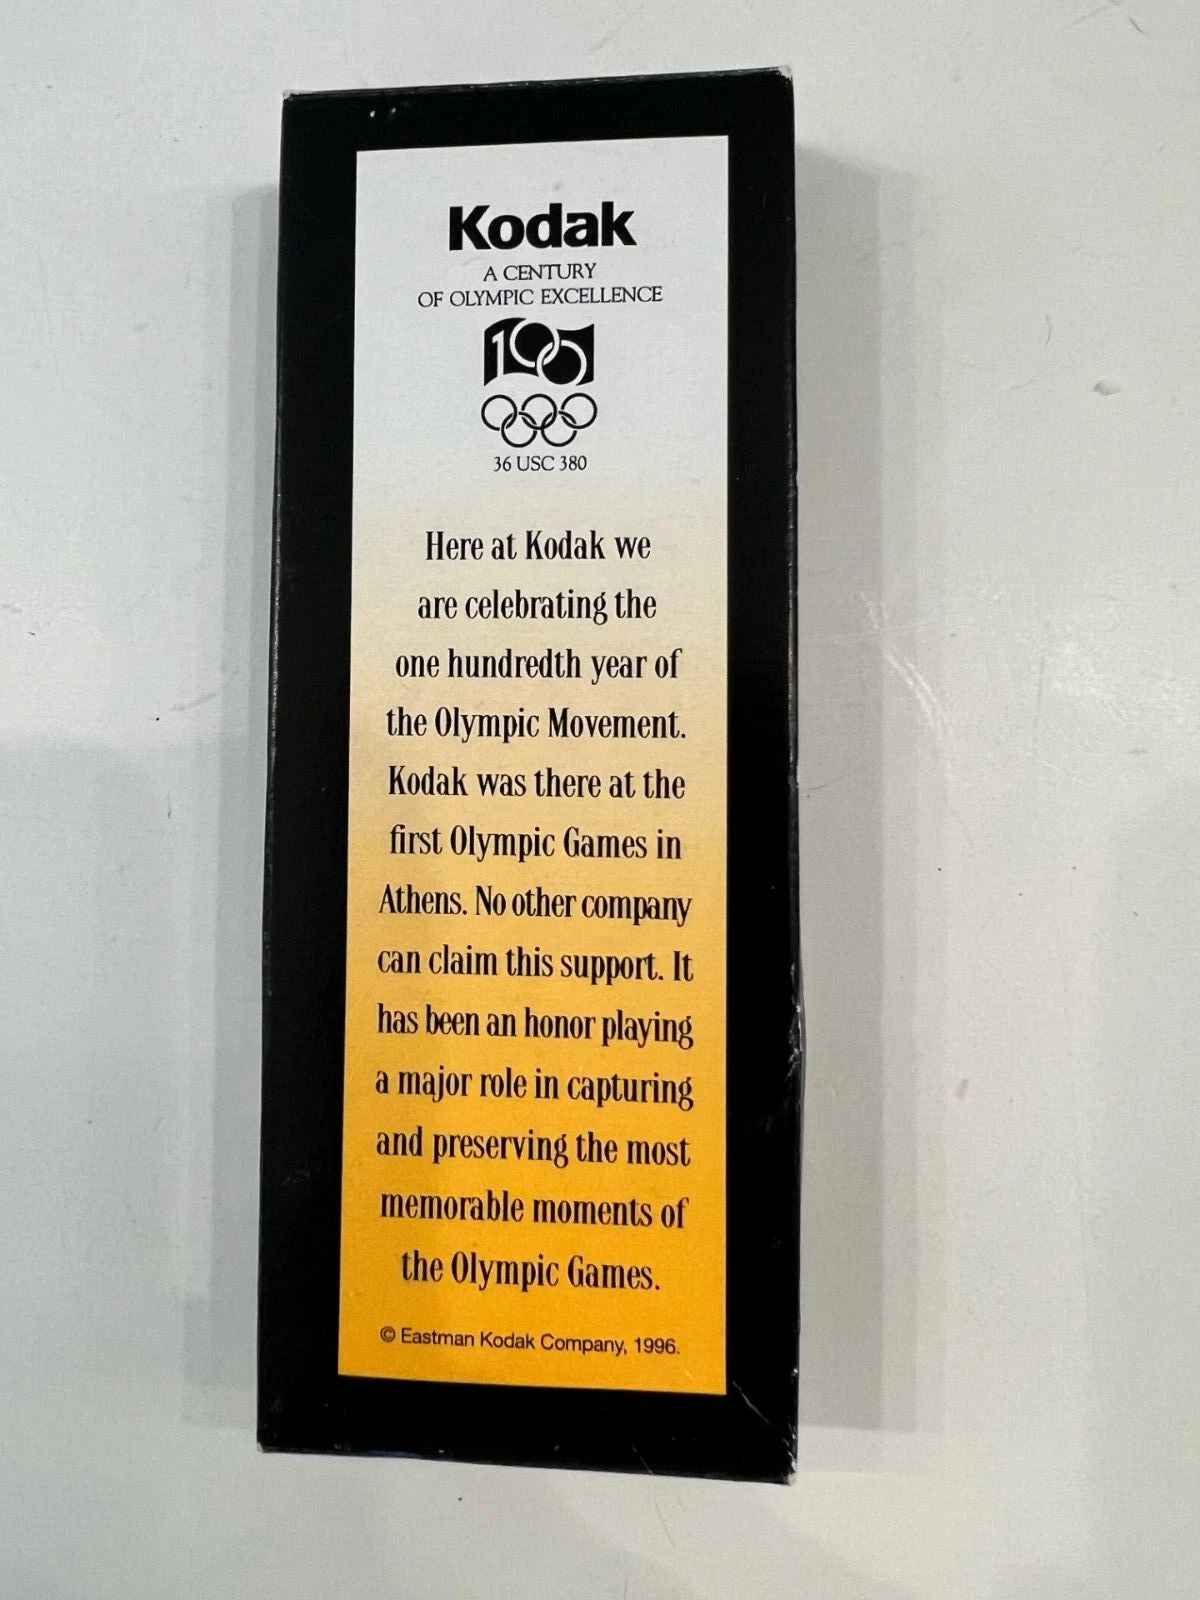 Kodak
A CENTURY
OF OLYMPIC EXCELLENCE
100
36 USC 380
Here at Kodak we
are celebrating the
one hundredth year of
the Olympic Movement.
Kodak was there at the
first Olympic Games in
Athens. No other company
can claim this support. It
has been an honor playing
a major role in capturing
and preserving the most
memorable moments of
the Olympic Games.
© Eastman Kodak Company, 1996.